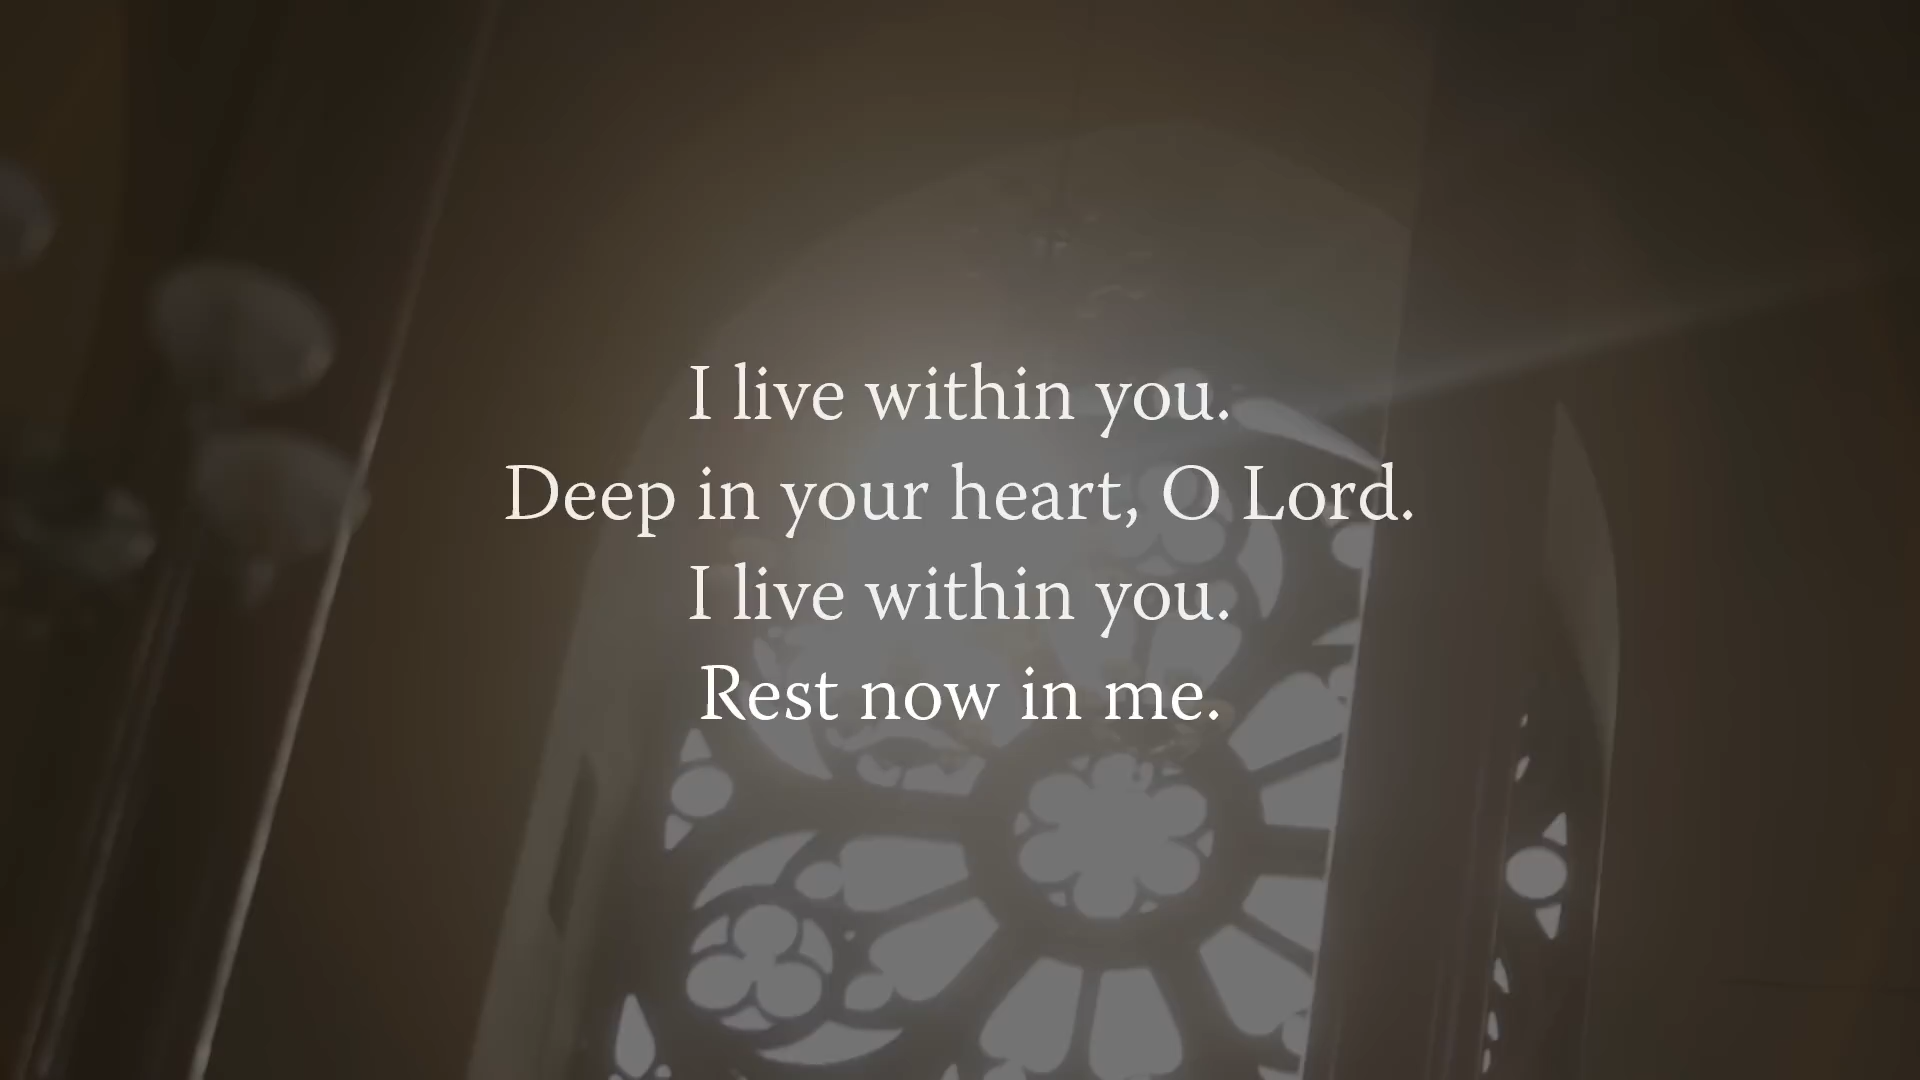 I live within you.
Deep in your heart, O Lord.
I live within you.
Rest now in me.